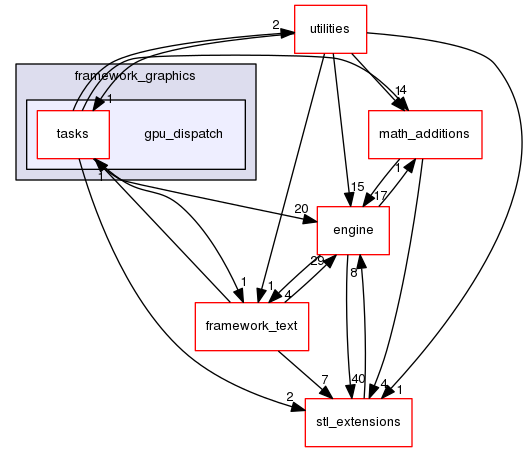 2
utilities
framework_graphics
1
14
tasks
gpu_dispatch
math_additions
1
1
15
17
20
engine
29
8
1
1
4
framework_text
7
40
4
1
2
stl_extensions